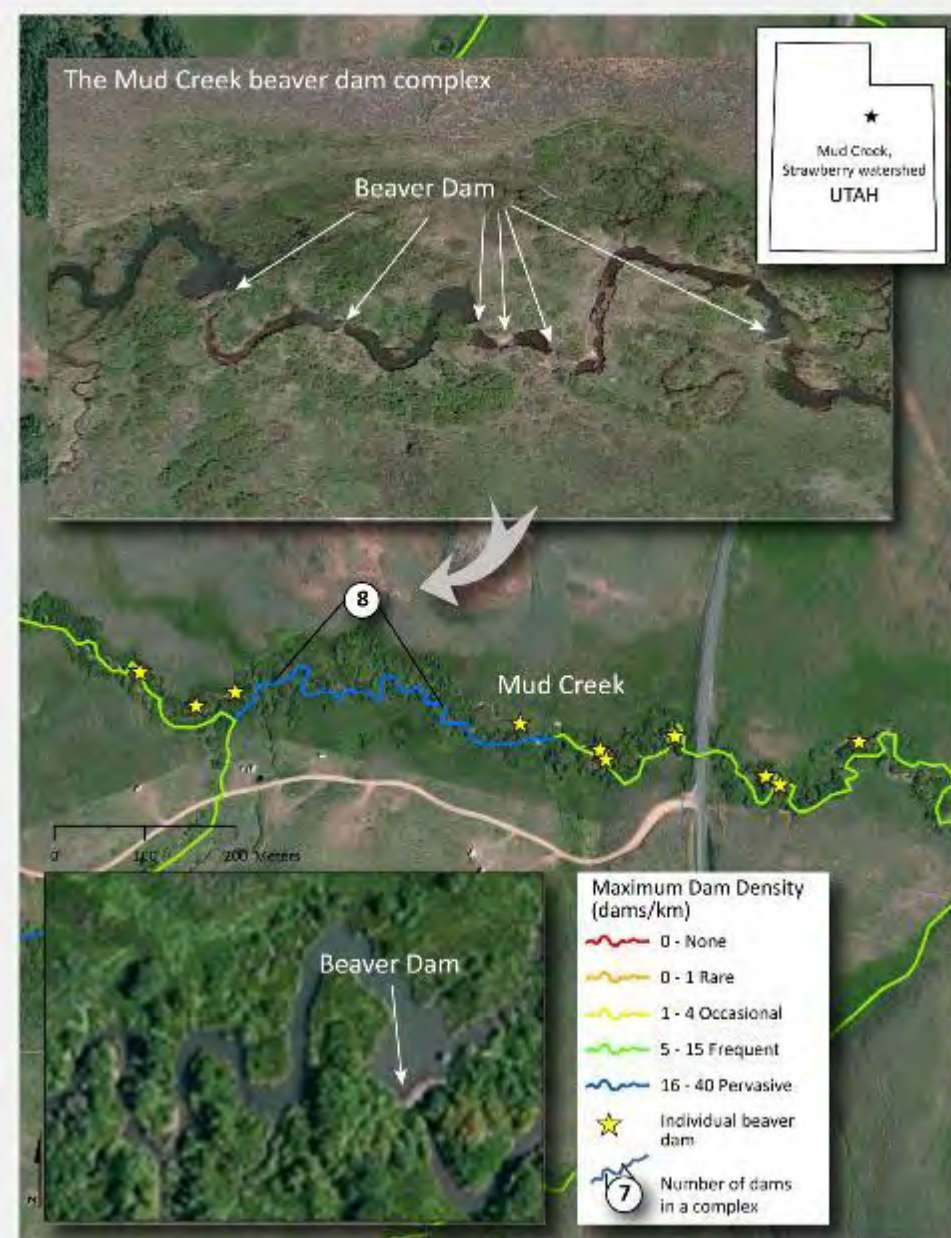 The Mud Creek beaver dam complex
Mud Creek,
Strawberry watershed
UTAH
Beaver Dam
8
Mud Creek
0 100 200 Meters
Beaver Dam
N
Maximum Dam Density
(dams/km)
0 - None
0 - 1 Rare
1 - 4 Occasional
5 - 15 Frequent
16 - 40 Pervasive
Individual beaver
dam
7
Number of dams
in a complex